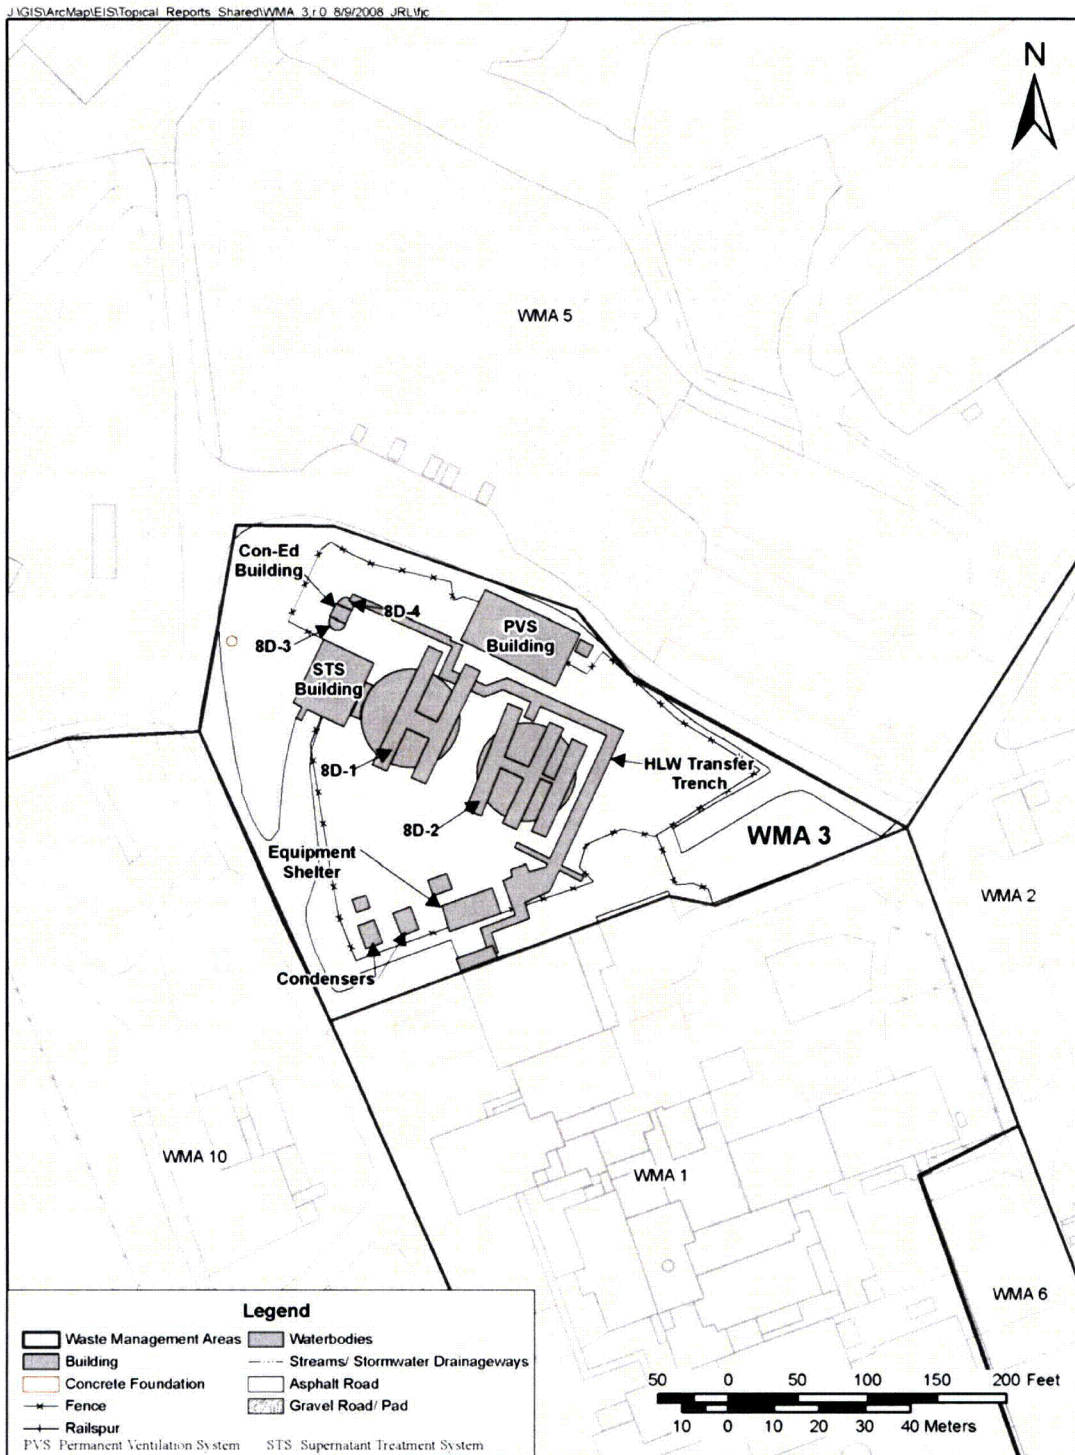 J:\GIS\ArcMap\EIS\Topical_Reports_Shared\WMA_3_r.0 8/9/2008 JRL\fjc
N
WMA 5
Con-Ed
Building
8D-4
8D-3
PVS
Building
STS
Building
8D-1
HLW Transfer
Trench
8D-2
WMA 3
Equipment
Shelter
WMA 2
Condensers
WMA 10
WMA 1
WMA 6
Legend
Waste Management Areas
Building
Concrete Foundation
Fence
Railspur
Waterbodies
Streams/ Stormwater Drainageways
Asphalt Road
Gravel Road/ Pad
PVS Permanent Ventilation System STS Supernatant Treatment System
50 0 50 100 150 200 Feet
10 0 10 20 30 40 Meters